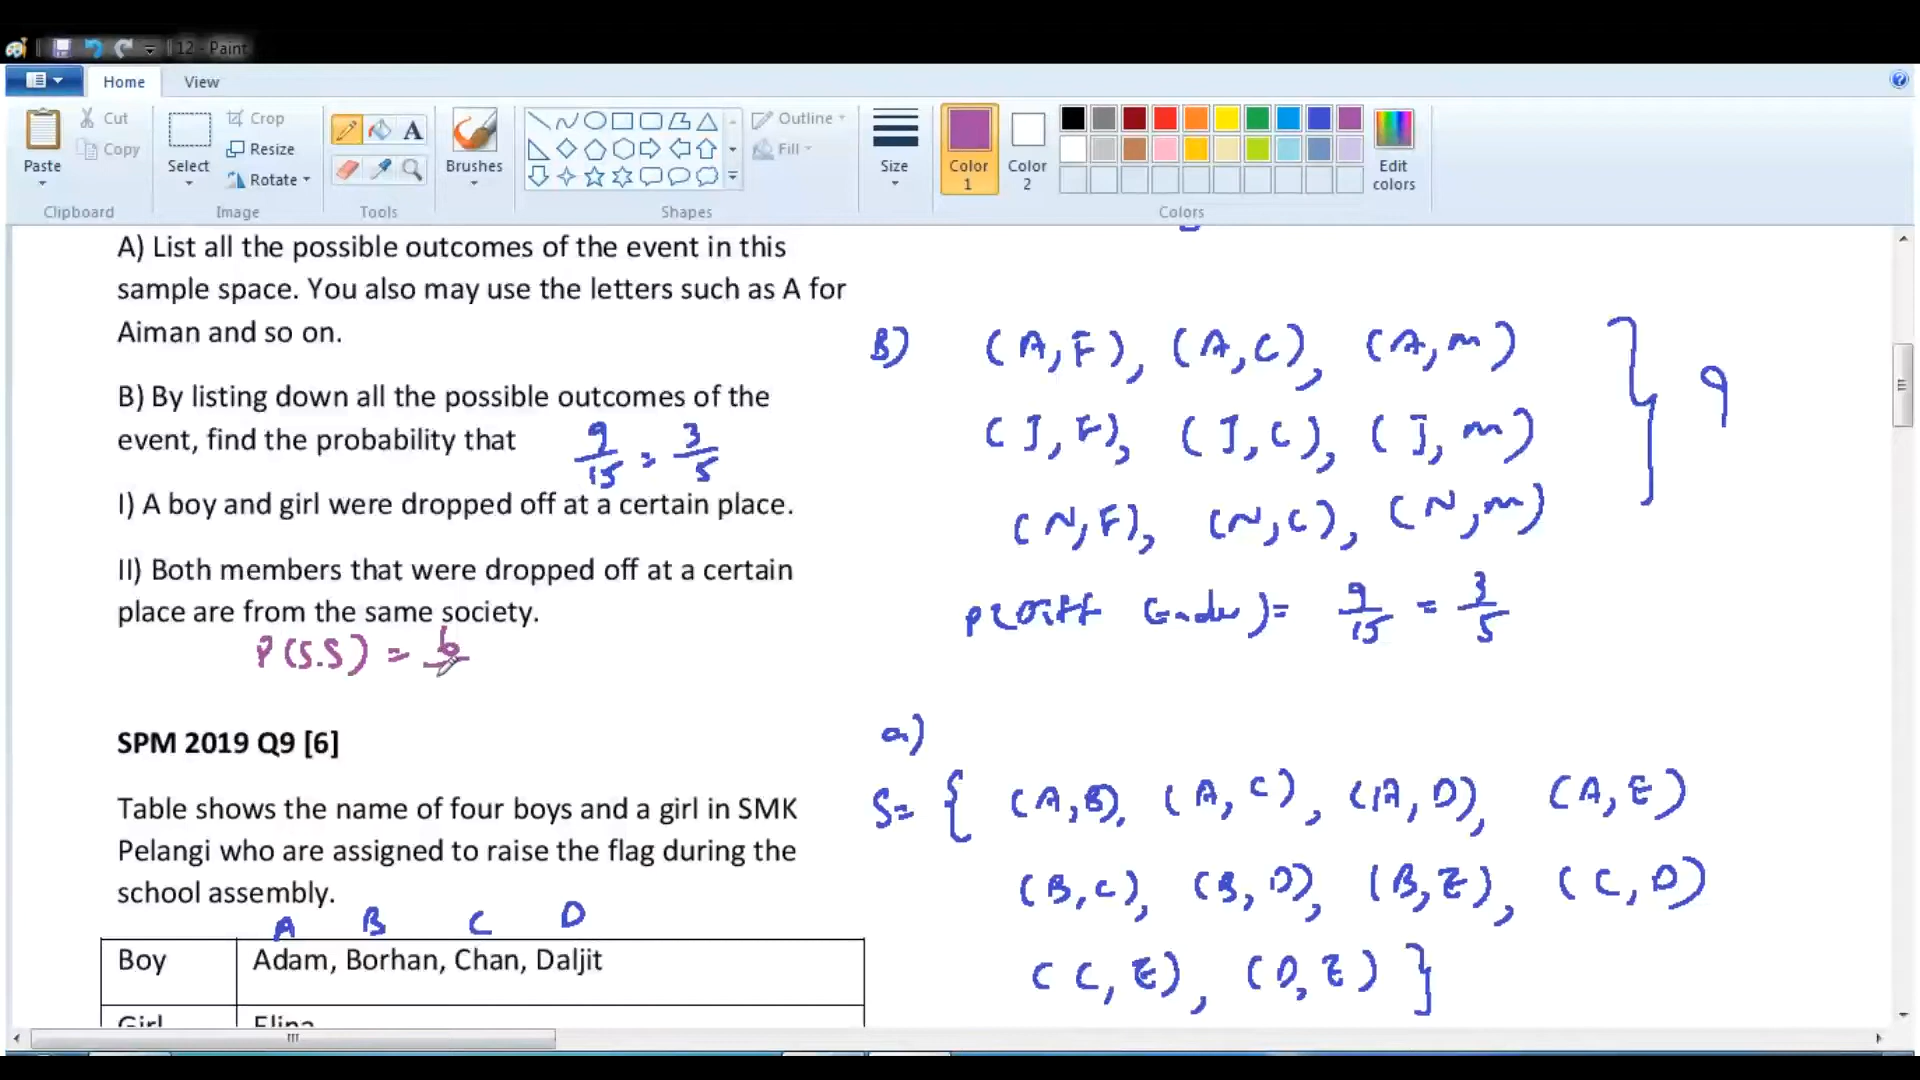 12 - Paint
Home View
Paste Cut Copy Clipboard
Select Crop Resize Rotate Image
A Tools
Brushes
Outline Fill Shapes
Size
Color 1 Color 2 Edit colors Colors
A) List all the possible outcomes of the event in this
sample space. You also may use the letters such as A for
Aiman and so on.
B) By listing down all the possible outcomes of the
event, find the probability that 9/15 = 3/5
I) A boy and girl were dropped off at a certain place.
II) Both members that were dropped off at a certain
place are from the same society.
P(S.S) = 6
SPM 2019 Q9 [6]
Table shows the name of four boys and a girl in SMK
Pelangi who are assigned to raise the flag during the
school assembly.
A B C D
Boy Adam, Borhan, Chan, Daljit
Girl Elina
B) (A,F), (A,C), (A,M)
(J,F), (J,C), (J,M) } 9
(N,F), (N,C), (N,M)
P(Diff Gender) = 9/15 = 3/5
a)
S= { (A,B), (A,C), (A,D), (A,E)
(B,C), (B,D), (B,E), (C,D)
(C,E), (D,E) }